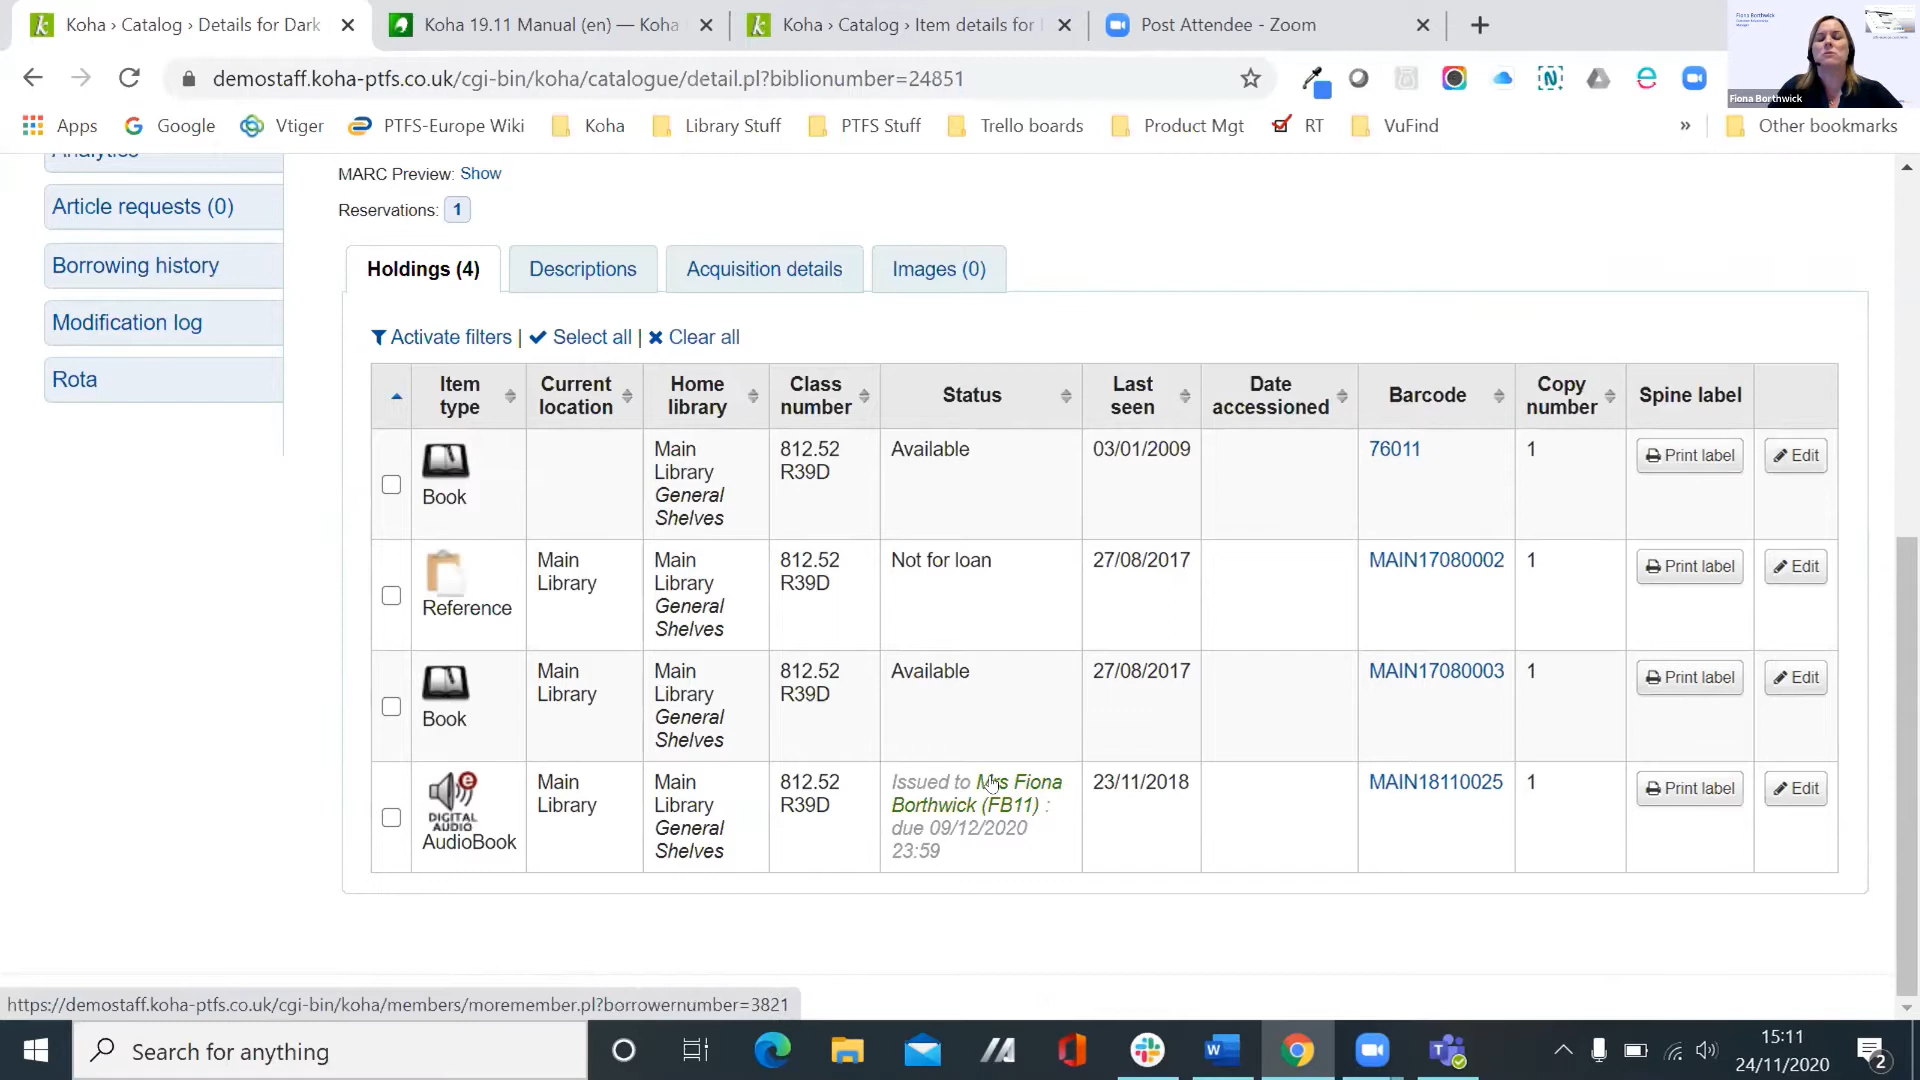 Koha › Catalog › Details for Dark
Koha 19.11 Manual (en) — Koha
Koha › Catalog › Item details for
Post Attendee - Zoom
demostaff.koha-ptfs.co.uk/cgi-bin/koha/catalogue/detail.pl?biblionumber=24851
Fiona Borthwick
Fiona Borthwick
Apps
Google
Vtiger
PTFS-Europe Wiki
Koha
Library Stuff
PTFS Stuff
Trello boards
Product Mgt
RT
VuFind
»
Other bookmarks
Analytics
Article requests (0)
Borrowing history
Modification log
Rota
MARC Preview: Show
Reservations: 1
Holdings (4)
Descriptions
Acquisition details
Images (0)
Activate filters | Select all | Clear all
Item type
Current location
Home library
Class number
Status
Last seen
Date accessioned
Barcode
Copy number
Spine label
Book
Main Library
General Shelves
812.52 R39D
Available
03/01/2009
76011
1
Print label
Edit
Reference
Main Library
Main Library
General Shelves
812.52 R39D
Not for loan
27/08/2017
MAIN17080002
1
Print label
Edit
Book
Main Library
Main Library
General Shelves
812.52 R39D
Available
27/08/2017
MAIN17080003
1
Print label
Edit
DIGITAL AUDIO
AudioBook
Main Library
Main Library
General Shelves
812.52 R39D
Issued to Mrs Fiona
Borthwick (FB11) :
due 09/12/2020
23:59
23/11/2018
MAIN18110025
1
Print label
Edit
https://demostaff.koha-ptfs.co.uk/cgi-bin/koha/members/moremember.pl?borrowernumber=3821
Search for anything
15:11
24/11/2020
2